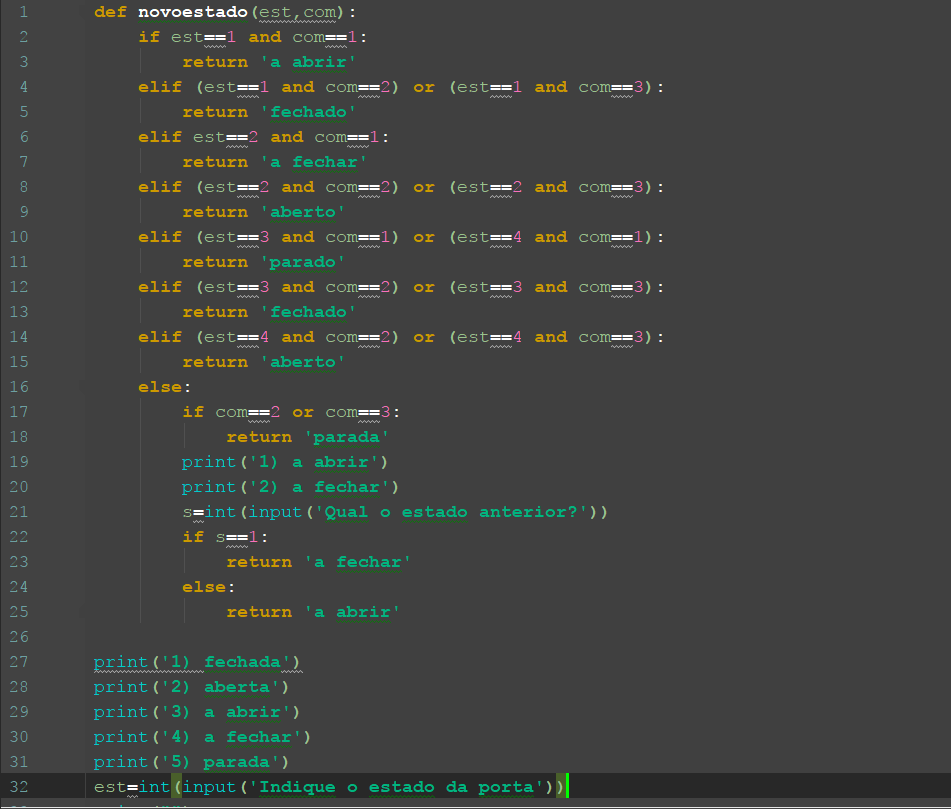 1 def novoestado(est,com):
2 if est==1 and com==1:
3 return 'a abrir'
4 elif (est==1 and com==2) or (est==1 and com==3):
5 return 'fechado'
6 elif est==2 and com==1:
7 return 'a fechar'
8 elif (est==2 and com==2) or (est==2 and com==3):
9 return 'aberto'
10 elif (est==3 and com==1) or (est==4 and com==1):
11 return 'parado'
12 elif (est==3 and com==2) or (est==3 and com==3):
13 return 'fechado'
14 elif (est==4 and com==2) or (est==4 and com==3):
15 return 'aberto'
16 else:
17 if com==2 or com==3:
18 return 'parada'
19 print('1) a abrir')
20 print('2) a fechar')
21 s=int(input('Qual o estado anterior?'))
22 if s==1:
23 return 'a fechar'
24 else:
25 return 'a abrir'
26
27 print('1) fechada')
28 print('2) aberta')
29 print('3) a abrir')
30 print('4) a fechar')
31 print('5) parada')
32 est=int(input('Indique o estado da porta'))